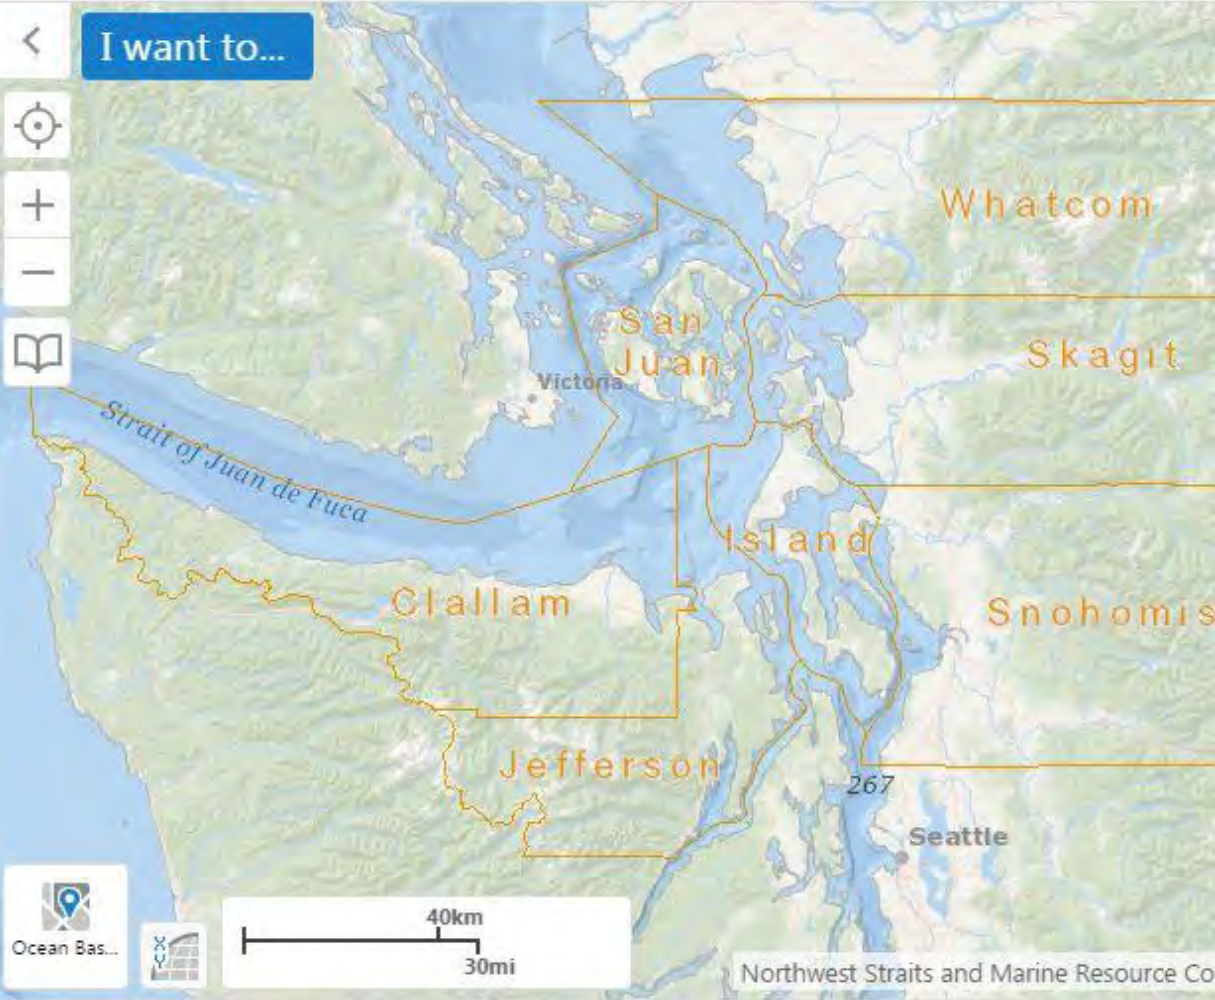 I want to...
Whatcom
San
Juan
Skagit
Victoria
Strait of Juan de Fuca
Island
Clallam
Snohomis
Jefferson
267
Seattle
40km
30mi
Ocean Bas...
X
Y
Northwest Straits and Marine Resource Co